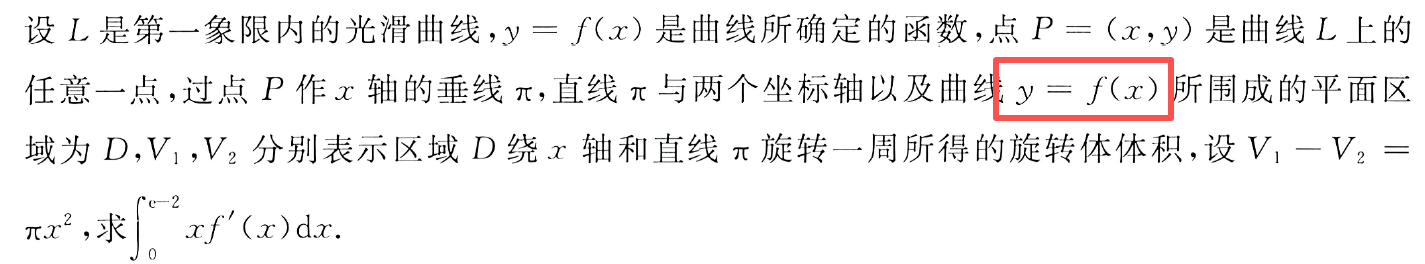 设 L 是第一象限内的光滑曲线,y = f(x) 是曲线所确定的函数,点 P = (x,y) 是曲线 L 上的
任意一点,过点 P 作 x 轴的垂线 π,直线 π 与两个坐标轴以及曲线 y = f(x) 所围成的平面区
域为 D,V₁,V₂ 分别表示区域 D 绕 x 轴和直线 π 旋转一周所得的旋转体体积,设 V₁ − V₂ =
πx²,求∫₀^{e−2} xf′(x)dx.